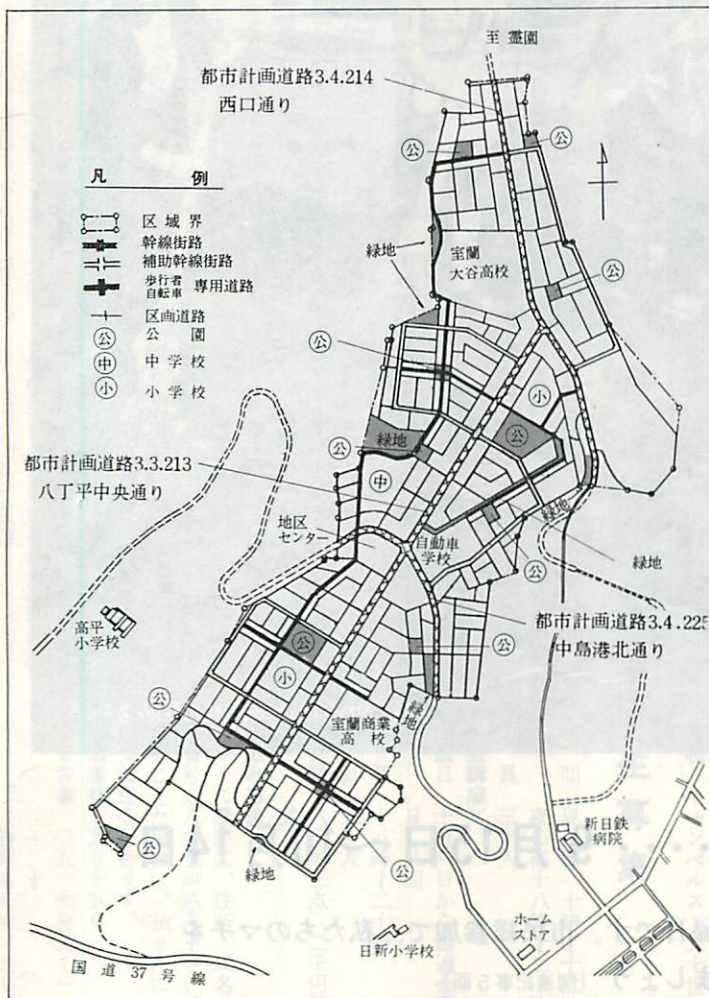 至 霊園
都市計画道路3.4.214
西口通り
公
公
凡 例
区域界
幹線街路
補助幹線街路
歩行者
自転車 専用道路
区画道路
公 公園
中 中学校
小 小学校
緑地
室蘭
大谷高校
公
公
小
公
緑地
公
都市計画道路3.3.213
八丁平中央通り
中
地区
センター
自動車
学校
緑地
緑地
公
都市計画道路3.4.225
中島港北通り
高平
小学校
公
公
小
緑地
公
室蘭商業
高校
公
緑地
公
新日鉄
病院
ホーム
ストア
日新小学校
国道37号線